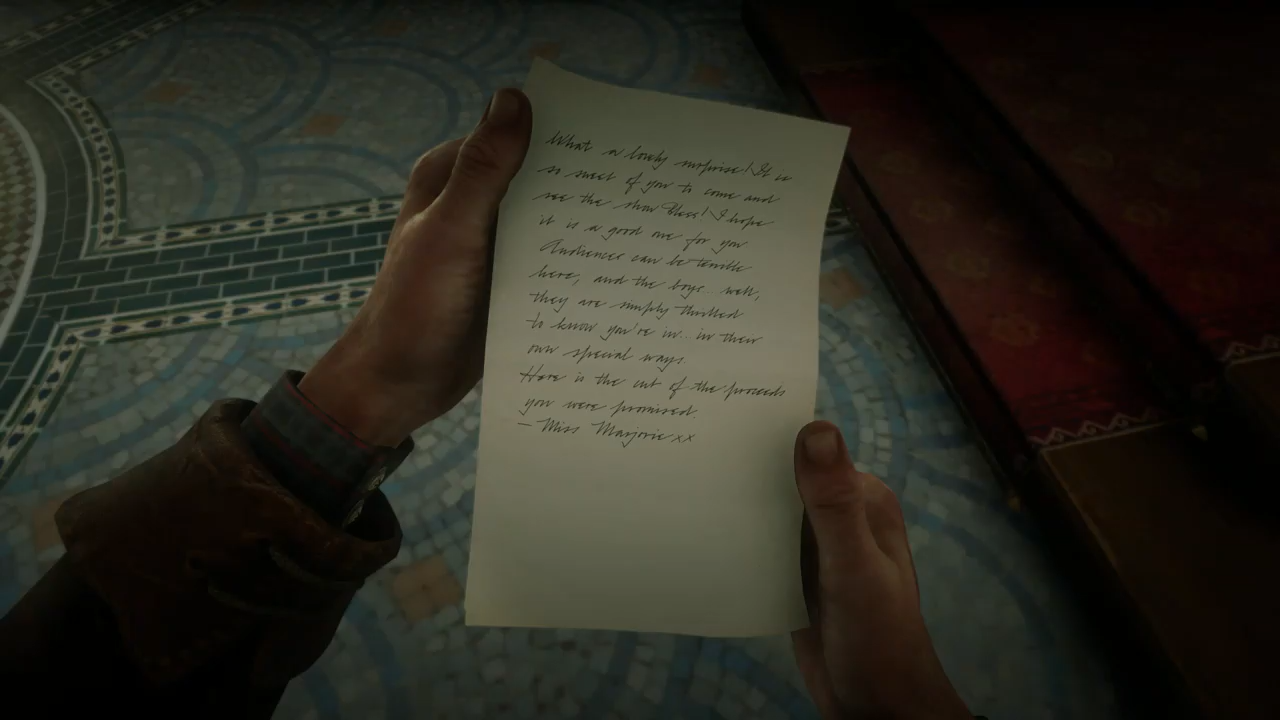 What a lovely surprise! It is
so sweet of you to come and
see the show Bless! I hope
it is a good one for you
Audiences can be terrible
here, and the boys well,
they are simply thrilled
to know you're in.. in their
own special ways
Here is the cut of the proceeds
you were promised.
- Miss Marjorie xx